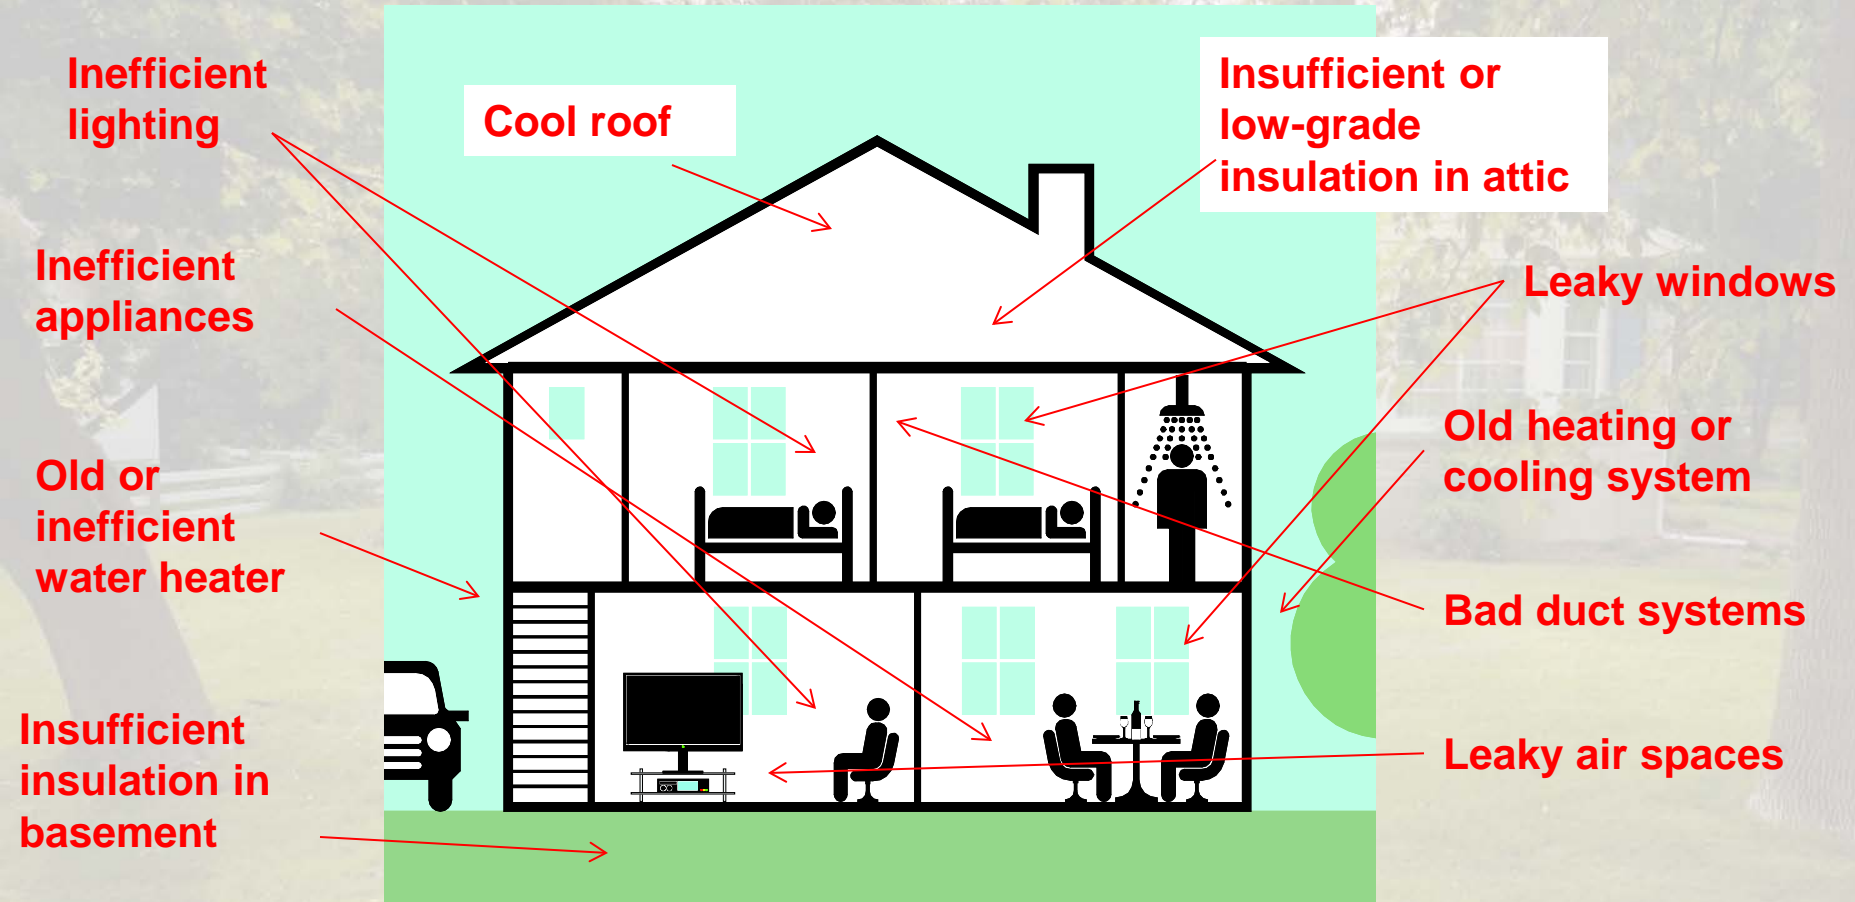 Inefficient
lighting
Cool roof
Insufficient or
low-grade
insulation in attic
Inefficient
appliances
Leaky windows
Old heating or
cooling system
Old or
inefficient
water heater
Bad duct systems
Insufficient
insulation in
basement
Leaky air spaces